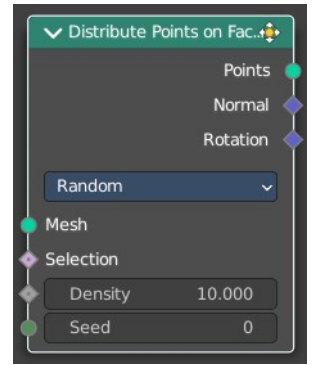 Distribute Points on Fac..
Points
Normal
Rotation
Random
Mesh
Selection
Density 10.000
Seed 0